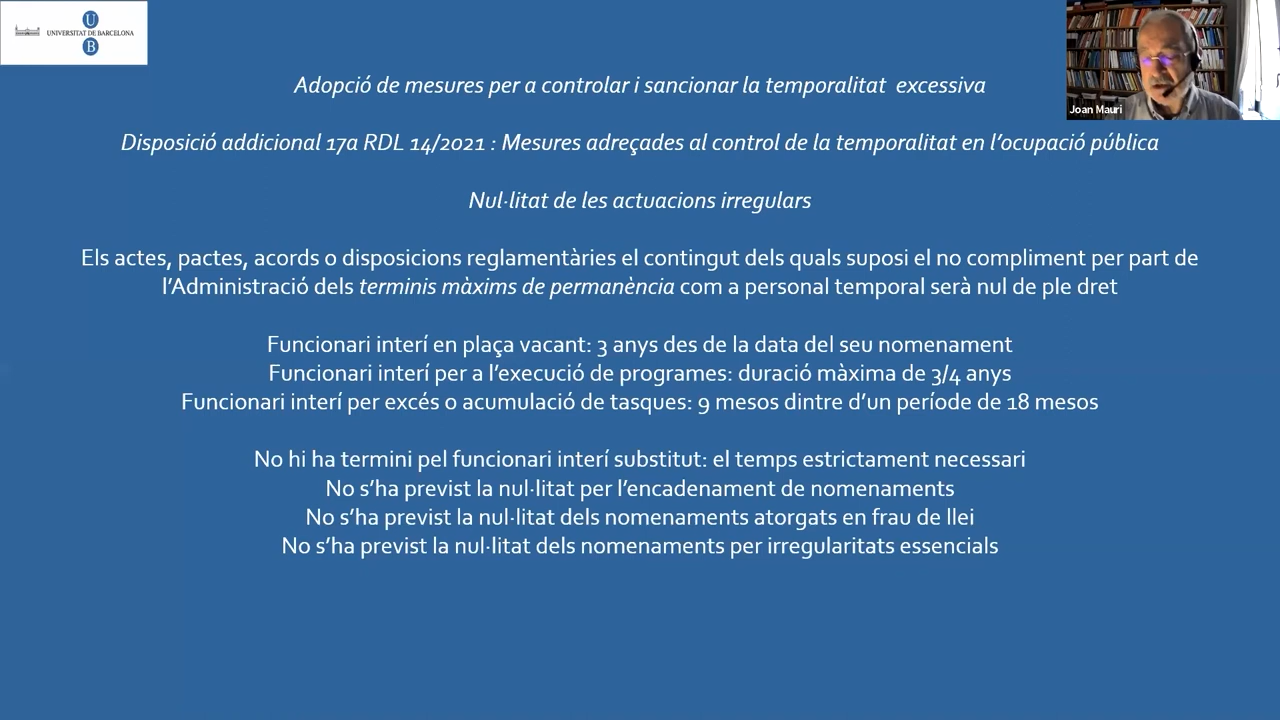 U
UNIVERSITAT DE BARCELONA
B
Joan Mauri
Adopció de mesures per a controlar i sancionar la temporalitat excessiva
Disposició addicional 17a RDL 14/2021 : Mesures adreçades al control de la temporalitat en l’ocupació pública
Nul·litat de les actuacions irregulars
Els actes, pactes, acords o disposicions reglamentàries el contingut dels quals suposi el no compliment per part de
l’Administració dels terminis màxims de permanència com a personal temporal serà nul de ple dret
Funcionari interí en plaça vacant: 3 anys des de la data del seu nomenament
Funcionari interí per a l’execució de programes: duració màxima de 3/4 anys
Funcionari interí per excés o acumulació de tasques: 9 mesos dintre d’un període de 18 mesos
No hi ha termini pel funcionari interí substitut: el temps estrictament necessari
No s’ha previst la nul·litat per l’encadenament de nomenaments
No s’ha previst la nul·litat dels nomenaments atorgats en frau de llei
No s’ha previst la nul·litat dels nomenaments per irregularitats essencials